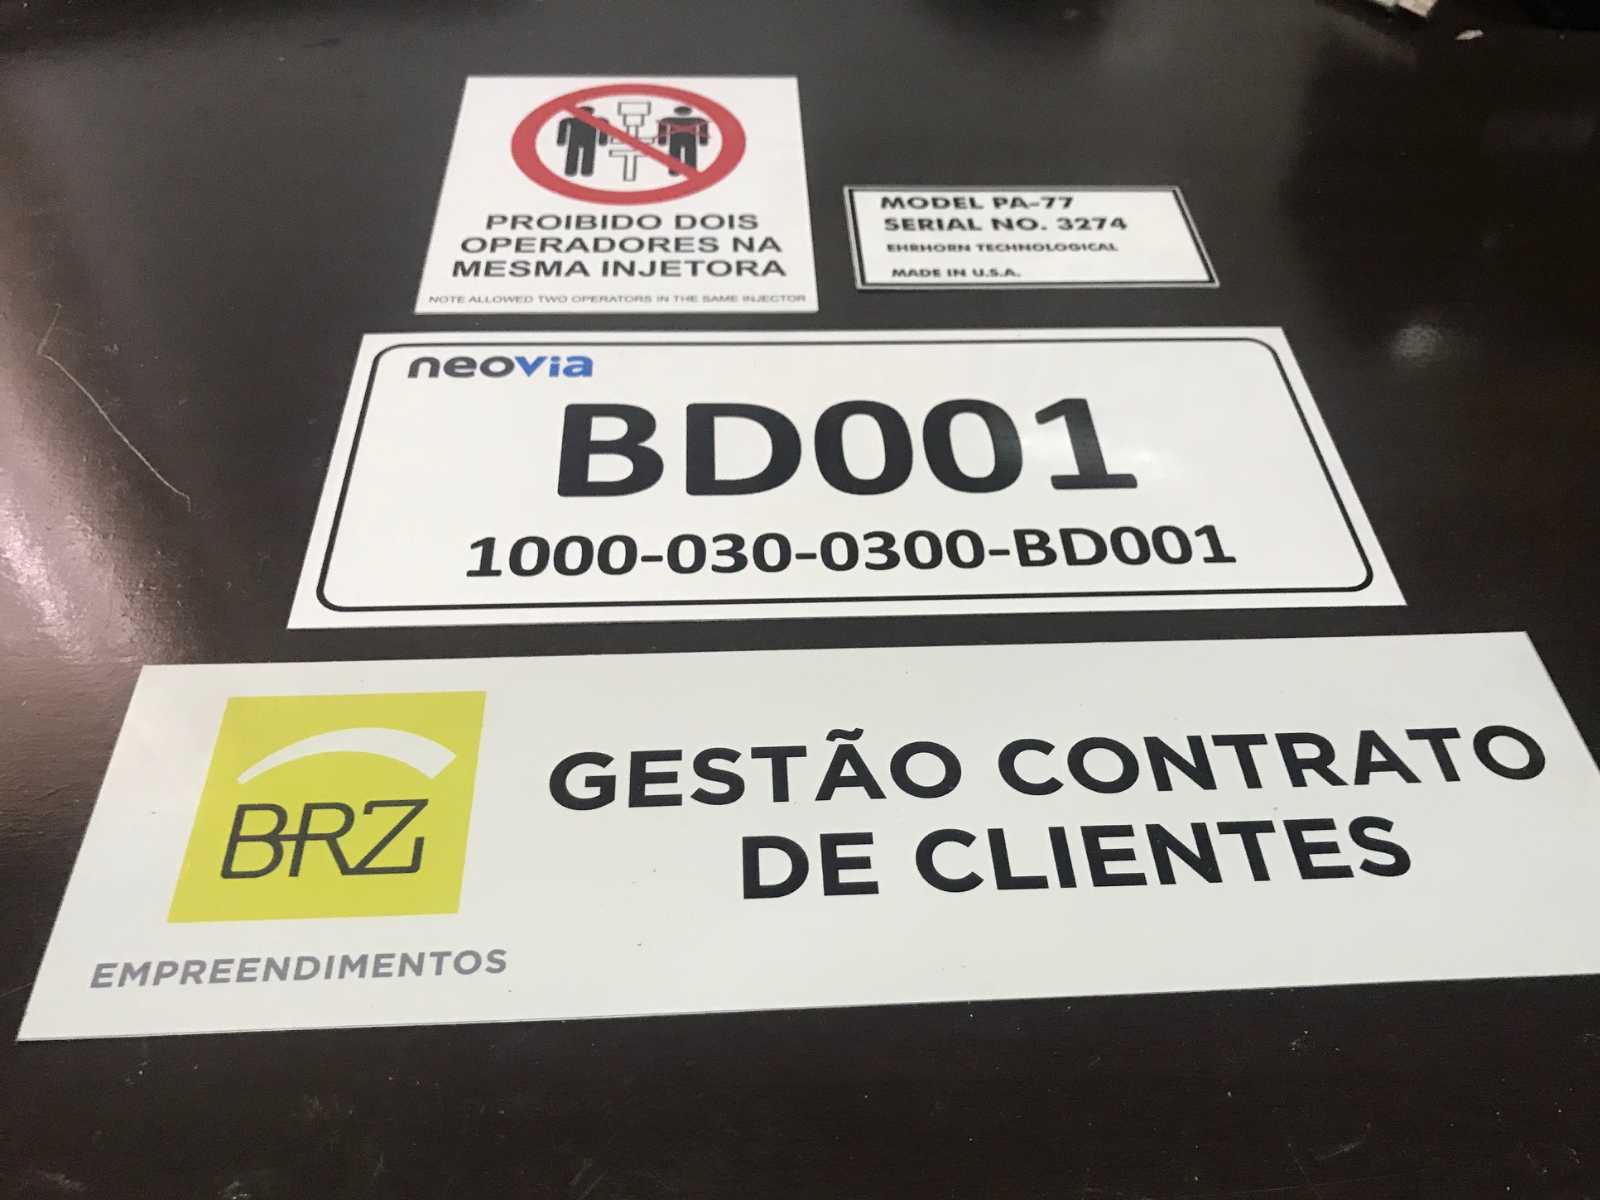 PROIBIDO DOIS
OPERADORES NA
MESMA INJETORA
NOTE ALLOWED TWO OPERATORS IN THE SAME INJECTOR
MODEL PA-77
SERIAL NO. 3274
EHRHORN TECHNOLOGICAL
MADE IN U.S.A.
neovia
BD001
1000-030-0300-BD001
BRZ
EMPREENDIMENTOS
GESTÃO CONTRATO
DE CLIENTES